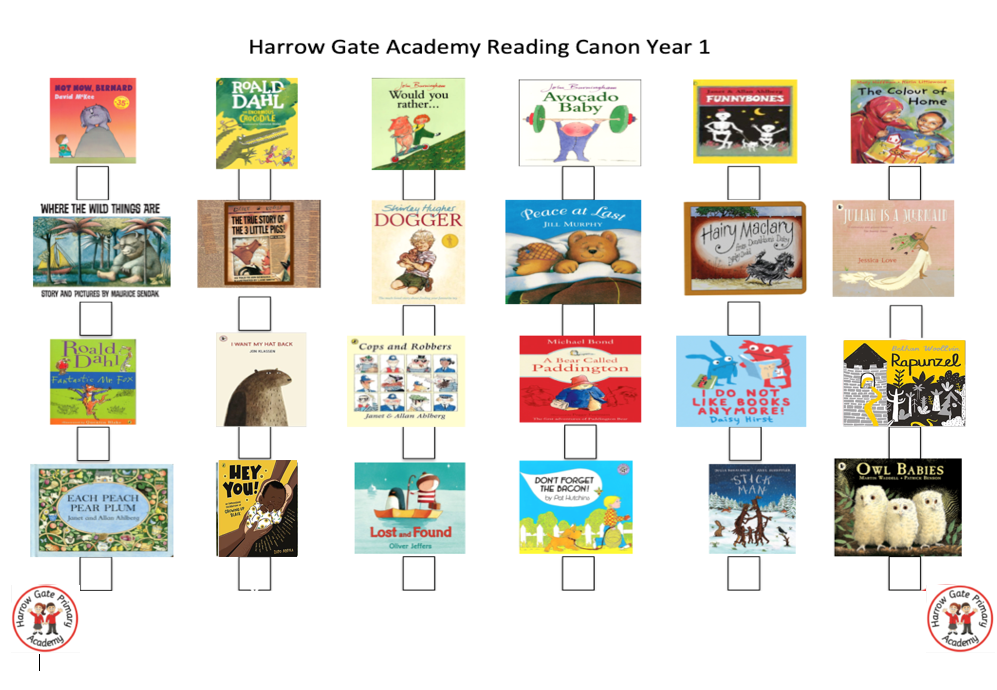 Harrow Gate Academy Reading Canon Year 1
NOT NOW, BERNARD
David McKee
ROALD
DAHL
THE ENORMOUS
CROCODILE
John Burningham
Would you
rather...
John Burningham
Avocado
Baby
Janet & Allan Ahlberg
FUNNYBONES
The Colour of
Home
WHERE THE WILD THINGS ARE
STORY AND PICTURES BY MAURICE SENDAK
THE TRUE STORY OF
THE 3 LITTLE PIGS!
Shirley Hughes
DOGGER
Peace at Last
JILL MURPHY
Hairy Maclary
from Donaldson's Dairy
JULIAN IS A MERMAID
Jessica Love
Roald
Dahl
Fantastic Mr Fox
I WANT MY HAT BACK
JON KLASSEN
Cops and Robbers
Janet & Allan Ahlberg
Michael Bond
A Bear Called
Paddington
I DO NOT
LIKE BOOKS
ANYMORE!
Daisy Hirst
Bethan Woollvin
Rapunzel
EACH PEACH
PEAR PLUM
Janet and Allan Ahlberg
HEY
YOU!
Lost and Found
Oliver Jeffers
DON'T FORGET
THE BACON!
by Pat Hutchins
STICK
MAN
OWL BABIES
MARTIN WADDELL • PATRICK BENSON
Harrow Gate Primary
Academy
Harrow Gate Primary
Academy